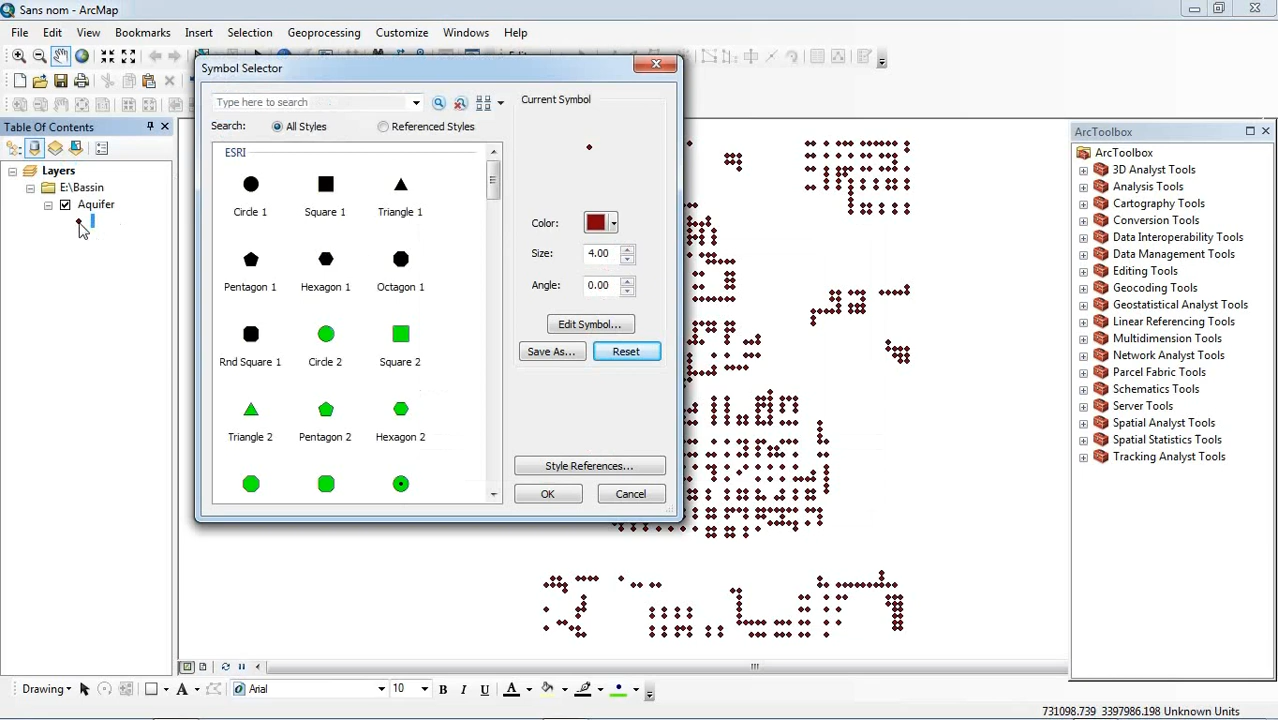 Sans nom - ArcMap
File Edit View Bookmarks Insert Selection Geoprocessing Customize Windows Help
Symbol Selector
Type here to search
Search: All Styles Referenced Styles
ESRI
Circle 1 Square 1 Triangle 1
Pentagon 1 Hexagon 1 Octagon 1
Rnd Square 1 Circle 2 Square 2
Triangle 2 Pentagon 2 Hexagon 2
Current Symbol
Color:
Size: 4.00
Angle: 0.00
Edit Symbol...
Save As... Reset
Style References...
OK Cancel
Table Of Contents
Layers
E:\Bassin
Aquifer
ArcToolbox
ArcToolbox
3D Analyst Tools
Analysis Tools
Cartography Tools
Conversion Tools
Data Interoperability Tools
Data Management Tools
Editing Tools
Geocoding Tools
Geostatistical Analyst Tools
Linear Referencing Tools
Multidimension Tools
Network Analyst Tools
Parcel Fabric Tools
Schematics Tools
Server Tools
Spatial Analyst Tools
Spatial Statistics Tools
Tracking Analyst Tools
Drawing A Arial 10 B I U A
731098.739 3397986.198 Unknown Units